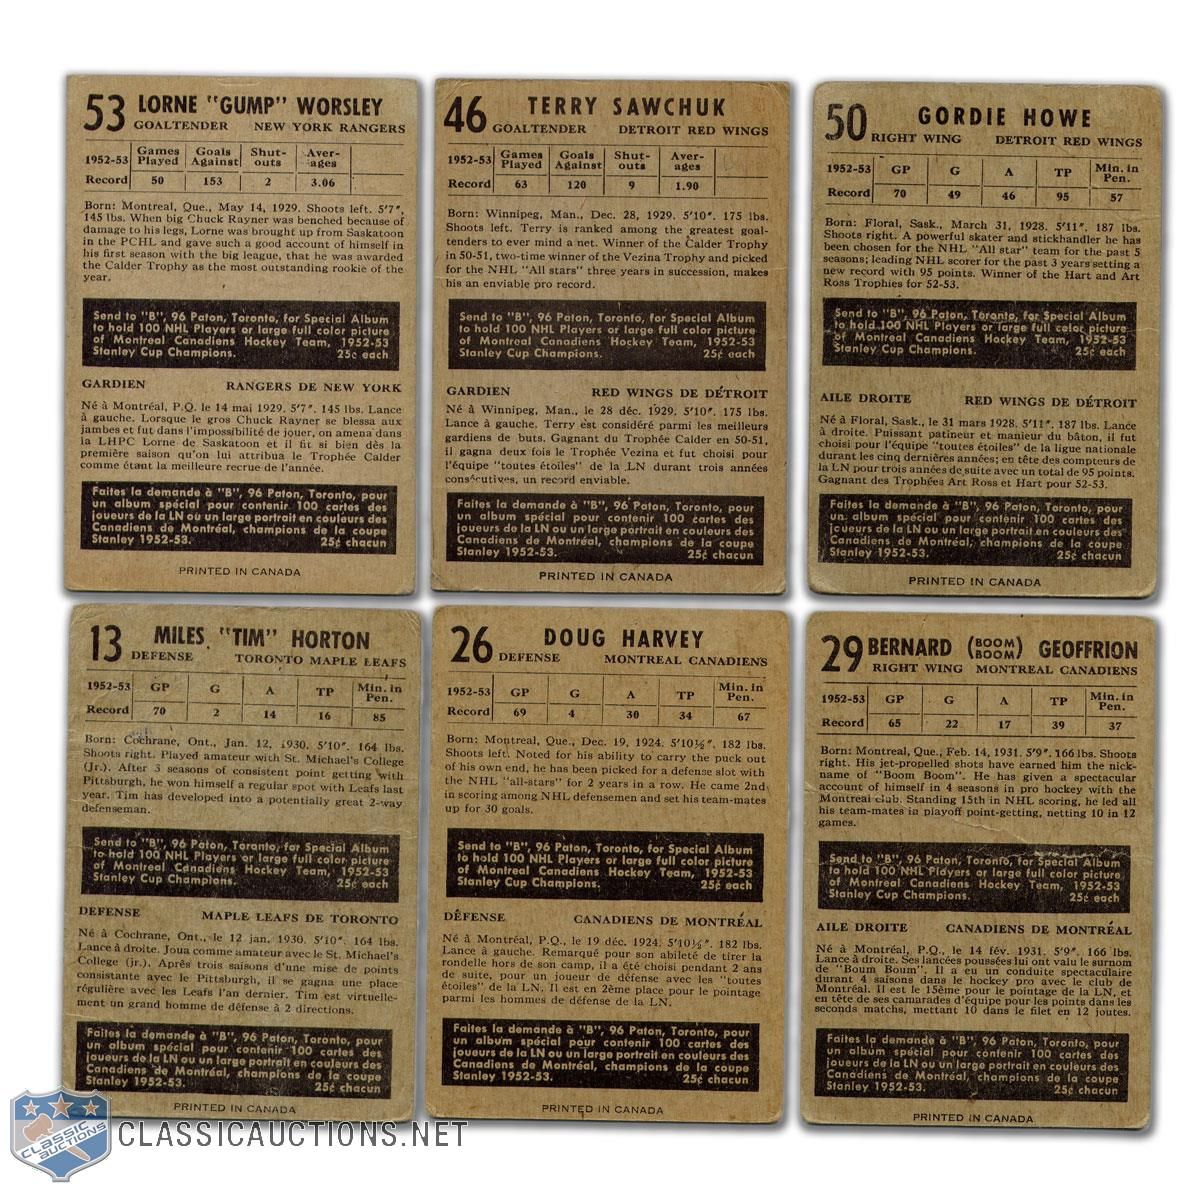 53 LORNE "GUMP" WORSLEY
GOALTENDER NEW YORK RANGERS
1952-53 Games Played Goals Against Shut-outs Aver-ages
Record 50 153 2 3.06
Born: Montreal, Que., May 14, 1929. Shoots left. 5'7",
145 lbs. When big Chuck Rayner was benched because of
damage to his legs, Lorne was brought up from Saskatoon
in the PCHL and gave such a good account of himself in
his first season with the big league, that he was awarded
the Calder Trophy as the most outstanding rookie of the
year.
Send to "B", 96 Paton, Toronto, for Special Album
to hold 100 NHL Players or large full color picture
of Montreal Canadiens Hockey Team, 1952-53
Stanley Cup Champions. 25¢ each
GARDIEN RANGERS DE NEW YORK
Né à Montréal, P.Q. le 14 mai 1929. 5'7". 145 lbs. Lance
à gauche. Lorsque le gros Chuck Rayner se blessa aux
jambes et fut dans l'impossibilité de jouer, on amena dans
la LHPC Lorne de Saskatoon et il fit si bien dès la
première saison qu'on lui attribua le Trophée Calder
comme étant la meilleure recrue de l'année.
Faites la demande à "B", 96 Paton, Toronto, pour
un album spécial pour contenir 100 cartes des
joueurs de la LN ou un large portrait en couleurs des
Canadiens de Montréal, champions de la coupe
Stanley 1952-53. 25¢ chacun
PRINTED IN CANADA
46 TERRY SAWCHUK
GOALTENDER DETROIT RED WINGS
1952-53 Games Played Goals Against Shut-outs Aver-ages
Record 63 120 9 1.90
Born: Winnipeg, Man., Dec. 28, 1929. 5'10". 175 lbs.
Shoots left. Terry is ranked among the greatest goal-
tenders to ever mind a net. Winner of the Calder Trophy
in 50-51, two-time winner of the Vezina Trophy and picked
for the NHL "All stars" three years in succession, makes
his an enviable pro record.
Send to "B", 96 Paton, Toronto, for Special Album
to hold 100 NHL Players or large full color picture
of Montreal Canadiens Hockey Team, 1952-53
Stanley Cup Champions. 25¢ each
GARDIEN RED WINGS DE DÉTROIT
Né à Winnipeg, Man., le 28 déc. 1929. 5'10". 175 lbs.
Lance à gauche. Terry est considéré parmi les meilleurs
gardiens de buts. Gagnant du Trophée Calder en 50-51,
il gagna deux fois le Trophée Vezina et fut choisi pour
l'équipe "toutes étoiles" de la LN durant trois années
consécutives, un record enviable.
Faites la demande à "B", 96 Paton, Toronto, pour
un album spécial pour contenir 100 cartes des
joueurs de la LN ou un large portrait en couleurs des
Canadiens de Montréal, champions de la coupe
Stanley 1952-53. 25¢ chacun
PRINTED IN CANADA
50 GORDIE HOWE
RIGHT WING DETROIT RED WINGS
1952-53 GP G A TP Min. in Pen.
Record 70 49 46 95 57
Born: Floral, Sask., March 31, 1928. 5'11". 187 lbs.
Shoots right. A powerful skater and stickhandler he has
been chosen for the NHL "All star" team for the past 5
seasons; leading NHL scorer for the past 3 years setting a
new record with 95 points. Winner of the Hart and Art
Ross Trophies for 52-53.
Send to "B", 96 Paton, Toronto, for Special Album
to hold 100 NHL Players or large full color picture
of Montreal Canadiens Hockey Team, 1952-53
Stanley Cup Champions. 25¢ each
AILE DROITE RED WINGS DE DÉTROIT
Né à Floral, Sask., le 31 mars 1928. 5'11". 187 lbs. Lance
à droite. Puissant patineur et manieur du bâton, il fut
choisi pour l'équipe "toutes étoiles" de la ligue nationale
durant les cinq dernières années; en tête des compteurs de
la LN pour trois années de suite avec un total de 95 points.
Gagnant des Trophées Art Ross et Hart pour 52-53.
Faites la demande à "B", 96 Paton, Toronto, pour
un album spécial pour contenir 100 cartes des
joueurs de la LN ou un large portrait en couleurs des
Canadiens de Montréal, champions de la coupe
Stanley 1952-53. 25¢ chacun
PRINTED IN CANADA
13 MILES "TIM" HORTON
DEFENSE TORONTO MAPLE LEAFS
1952-53 GP G A TP Min. in Pen.
Record 70 2 14 16 85
Born: Cochrane, Ont., Jan. 12, 1930. 5'10". 164 lbs.
Shoots right. Played amateur with St. Michael's College
(Jr.). After 3 seasons of consistent point getting with
Pittsburgh, he won himself a regular spot with Leafs last
year. Tim has developed into a potentially great 2-way
defenseman.
Send to "B", 96 Paton, Toronto, for Special Album
to hold 100 NHL Players or large full color picture
of Montreal Canadiens Hockey Team, 1952-53
Stanley Cup Champions. 25¢ each
DEFENSE MAPLE LEAFS DE TORONTO
Né à Cochrane, Ont., le 12 jan. 1930. 5'10". 164 lbs.
Lance à droite. Joua comme amateur avec le St. Michael's
College (jr.). Après trois saisons d'une mise de points
consistante avec le Pittsburgh, il se gagna une place
régulière avec les Leafs l'an dernier. Tim est virtuelle-
ment un grand homme de défense à 2 directions.
Faites la demande à "B", 96 Paton, Toronto, pour
un album spécial pour contenir 100 cartes des
joueurs de la LN ou un large portrait en couleurs des
Canadiens de Montréal, champions de la coupe
Stanley 1952-53. 25¢ chacun
PRINTED IN CANADA
26 DOUG HARVEY
DEFENSE MONTREAL CANADIENS
1952-53 GP G A TP Min. in Pen.
Record 69 4 30 34 67
Born: Montreal, Que., Dec. 19, 1924. 5'10½". 182 lbs.
Shoots left. Noted for his ability to carry the puck out
of his own end, he has been picked for a defense slot with
the NHL "all-stars" for 2 years in a row. He came 2nd
in scoring among NHL defensemen and set his team-mates
up for 30 goals.
Send to "B", 96 Paton, Toronto, for Special Album
to hold 100 NHL Players or large full color picture
of Montreal Canadiens Hockey Team, 1952-53
Stanley Cup Champions. 25¢ each
DÉFENSE CANADIENS DE MONTRÉAL
Né à Montréal, P.Q., le 19 déc. 1924. 5'10½". 182 lbs.
Lance à gauche. Remarqué pour son abileté de tirer la
rondelle hors de son camp, il a été choisi pendant 2 ans
de suite, pour un joueur de défense avec les "toutes
étoiles" de la LN. Il est en 2ème place pour le pointage
parmi les hommes de défense de la LN.
Faites la demande à "B", 96 Paton, Toronto, pour
un album spécial pour contenir 100 cartes des
joueurs de la LN ou un large portrait en couleurs des
Canadiens de Montréal, champions de la coupe
Stanley 1952-53. 25¢ chacun
PRINTED IN CANADA
29 BERNARD (BOOM BOOM) GEOFFRION
RIGHT WING MONTREAL CANADIENS
1952-53 GP G A TP Min. in Pen.
Record 65 22 17 39 37
Born: Montreal, Que., Feb. 14, 1931. 5'9". 166 lbs. Shoots
right. His jet-propelled shots have earned him the nick-
name of "Boom Boom". He has given a spectacular
account of himself in 4 seasons in pro hockey with the
Montreal club. Standing 15th in NHL scoring, he led all
his team-mates in playoff point-getting, netting 10 in 12
games.
Send to "B", 96 Paton, Toronto, for Special Album
to hold 100 NHL Players or large full color picture
of Montreal Canadiens Hockey Team, 1952-53
Stanley Cup Champions. 25¢ each
AILE DROITE CANADIENS DE MONTRÉAL
Né à Montréal, P.Q., le 14 fév. 1931. 5'9". 166 lbs.
Lance à droite. Ses lancées poussées lui ont valu le surnom
de "Boum Boum". Il a eu un conduite spectaculaire
durant 4 saisons dans le hockey pro avec le club de
Montréal. Il est le 15ème pour le pointage de la LN, et
en tête de ses camarades d'équipe pour les points dans les
seconds matchs, mettant 10 dans le filet en 12 joutes.
Faites la demande à "B", 96 Paton, Toronto, pour
un album spécial pour contenir 100 cartes des
joueurs de la LN ou un large portrait en couleurs des
Canadiens de Montréal, champions de la coupe
Stanley 1952-53. 25¢ chacun
PRINTED IN CANADA
CLASSIC AUCTIONS
CLASSICAUCTIONS.NET